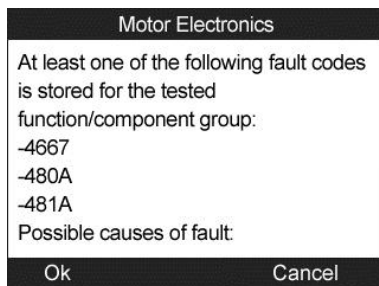 Motor Electronics
At least one of the following fault codes
is stored for the tested
function/component group:
-4667
-480A
-481A
Possible causes of fault:
Ok Cancel